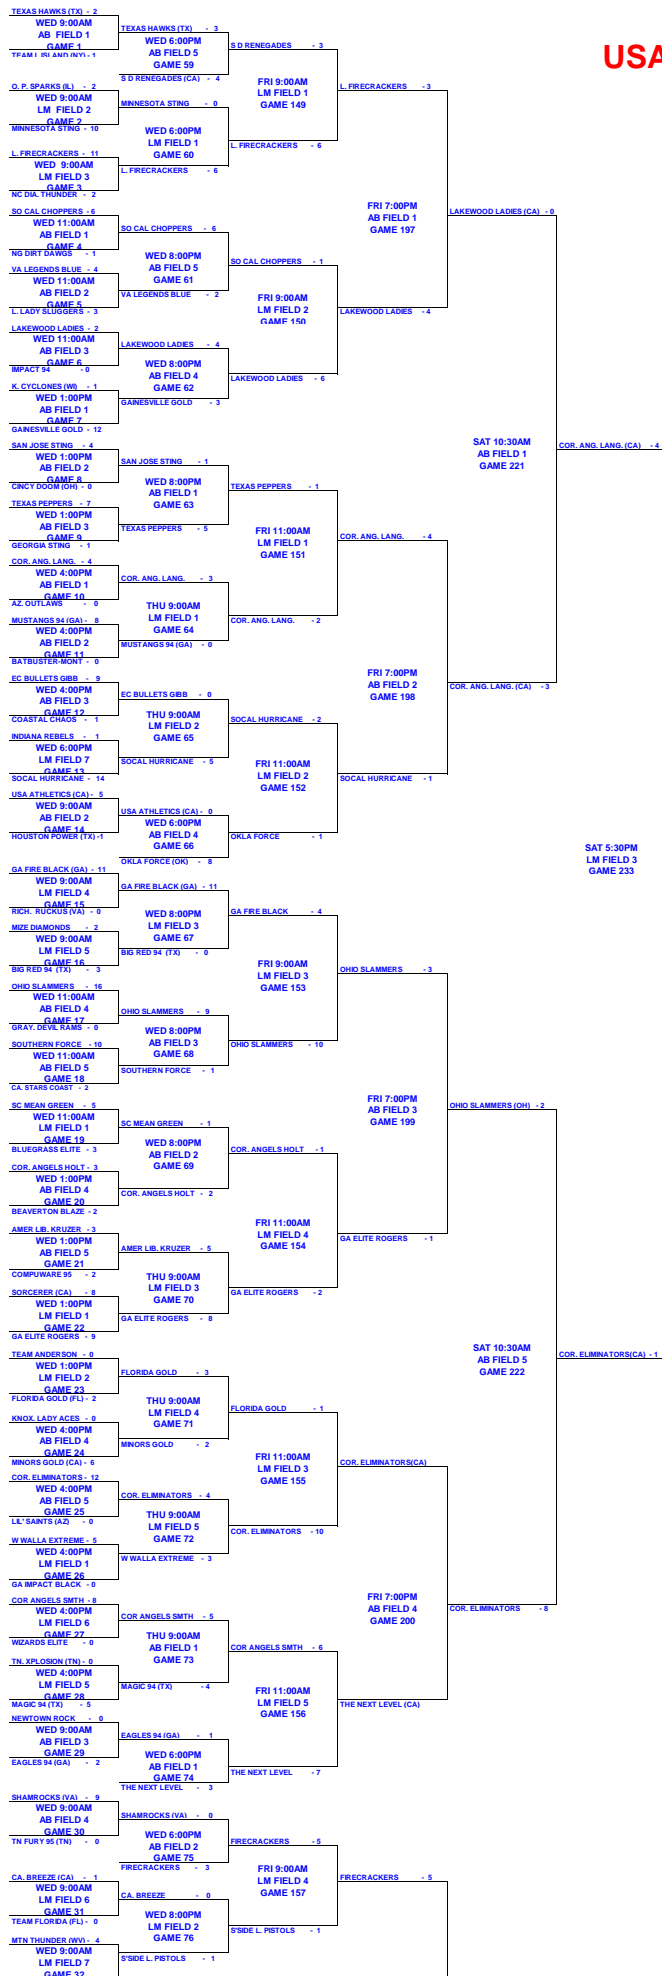 USA
TEXAS HAWKS (TX) - 2
WED 9:00AM
AB FIELD 1
GAME 1
TEAM L ISLAND (NY) - 1
O. P. SPARKS (IL) - 2
WED 9:00AM
LM FIELD 2
GAME 2
MINNESOTA STING - 10
L. FIRECRACKERS - 11
WED 9:00AM
LM FIELD 3
GAME 3
NC DIA. THUNDER - 2
SO CAL CHOPPERS - 6
WED 11:00AM
AB FIELD 1
GAME 4
NG DIRT DAWGS - 1
VA LEGENDS BLUE - 4
WED 11:00AM
AB FIELD 2
GAME 5
L. LADY SLUGGERS - 3
LAKEWOOD LADIES - 2
WED 11:00AM
AB FIELD 3
GAME 6
IMPACT 94 - 0
K. CYCLONES (WI) - 1
WED 1:00PM
AB FIELD 1
GAME 7
GAINESVILLE GOLD - 12
SAN JOSE STING - 4
WED 1:00PM
AB FIELD 2
GAME 8
CINCY DOOM (OH) - 0
TEXAS PEPPERS - 7
WED 1:00PM
AB FIELD 3
GAME 9
GEORGIA STING - 1
COR. ANG. LANG. - 4
WED 4:00PM
AB FIELD 1
GAME 10
AZ. OUTLAWS - 0
MUSTANGS 94 (GA) - 8
WED 4:00PM
AB FIELD 2
GAME 11
BATBUSTER-MONT - 0
EC BULLETS GIBB - 9
WED 4:00PM
AB FIELD 3
GAME 12
COASTAL CHAOS - 1
INDIANA REBELS - 1
WED 6:00PM
LM FIELD 7
GAME 13
SOCAL HURRICANE - 14
USA ATHLETICS (CA) - 5
WED 9:00AM
AB FIELD 2
GAME 14
HOUSTON POWER (TX) -1
GA FIRE BLACK (GA) - 11
WED 9:00AM
LM FIELD 4
GAME 15
RICH. RUCKUS (VA) - 0
MIZE DIAMONDS - 2
WED 9:00AM
LM FIELD 5
GAME 16
BIG RED 94 (TX) - 3
OHIO SLAMMERS - 16
WED 11:00AM
AB FIELD 4
GAME 17
GRAY. DEVIL RAMS - 0
SOUTHERN FORCE - 10
WED 11:00AM
AB FIELD 5
GAME 18
CA. STARS COAST - 2
SC MEAN GREEN - 5
WED 11:00AM
LM FIELD 1
GAME 19
BLUEGRASS ELITE - 3
COR. ANGELS HOLT - 3
WED 1:00PM
AB FIELD 4
GAME 20
BEAVERTON BLAZE - 2
AMER LIB. KRUZER - 3
WED 1:00PM
AB FIELD 5
GAME 21
COMPUWARE 95 - 2
SORCERER (CA) - 8
WED 1:00PM
LM FIELD 1
GAME 22
GA ELITE ROGERS - 9
TEAM ANDERSON - 0
WED 1:00PM
LM FIELD 2
GAME 23
FLORIDA GOLD (FL) - 2
KNOX. LADY ACES - 0
WED 4:00PM
AB FIELD 4
GAME 24
MINORS GOLD (CA) - 6
COR. ELIMINATORS - 12
WED 4:00PM
AB FIELD 5
GAME 25
LIL' SAINTS (AZ) - 0
W WALLA EXTREME - 5
WED 4:00PM
LM FIELD 1
GAME 26
GA IMPACT BLACK - 0
COR ANGELS SMTH - 8
WED 4:00PM
LM FIELD 6
GAME 27
WIZARDS ELITE - 0
TN. XPLOSION (TN) - 0
WED 4:00PM
LM FIELD 5
GAME 28
MAGIC 94 (TX) - 5
NEWTOWN ROCK - 0
WED 9:00AM
AB FIELD 3
GAME 29
EAGLES 94 (GA) - 2
SHAMROCKS (VA) - 9
WED 9:00AM
AB FIELD 4
GAME 30
TN FURY 95 (TN) - 0
CA. BREEZE (CA) - 1
WED 9:00AM
LM FIELD 6
GAME 31
TEAM FLORIDA (FL) - 0
MTN THUNDER (WV) - 4
WED 9:00AM
LM FIELD 7
GAME 32
TEXAS HAWKS (TX) - 3
WED 6:00PM
AB FIELD 5
GAME 59
S D RENEGADES (CA) - 4
MINNESOTA STING - 0
WED 6:00PM
LM FIELD 1
GAME 60
L. FIRECRACKERS - 6
SO CAL CHOPPERS - 6
WED 8:00PM
AB FIELD 5
GAME 61
VA LEGENDS BLUE - 2
LAKEWOOD LADIES - 4
WED 8:00PM
AB FIELD 4
GAME 62
GAINESVILLE GOLD - 3
SAN JOSE STING - 1
WED 8:00PM
AB FIELD 1
GAME 63
TEXAS PEPPERS - 5
COR. ANG. LANG. - 3
THU 9:00AM
LM FIELD 1
GAME 64
MUSTANGS 94 (GA) - 0
EC BULLETS GIBB - 0
THU 9:00AM
LM FIELD 2
GAME 65
SOCAL HURRICANE - 5
USA ATHLETICS (CA) - 0
WED 6:00PM
AB FIELD 4
GAME 66
OKLA FORCE (OK) - 8
GA FIRE BLACK (GA) - 11
WED 8:00PM
LM FIELD 3
GAME 67
BIG RED 94 (TX) - 0
OHIO SLAMMERS - 9
WED 8:00PM
AB FIELD 3
GAME 68
SOUTHERN FORCE - 1
SC MEAN GREEN - 1
WED 8:00PM
AB FIELD 2
GAME 69
COR. ANGELS HOLT - 2
AMER LIB. KRUZER - 5
THU 9:00AM
LM FIELD 3
GAME 70
GA ELITE ROGERS - 8
FLORIDA GOLD - 3
THU 9:00AM
LM FIELD 4
GAME 71
MINORS GOLD - 2
COR. ELIMINATORS - 4
THU 9:00AM
LM FIELD 5
GAME 72
W WALLA EXTREME - 3
COR ANGELS SMTH - 5
THU 9:00AM
AB FIELD 1
GAME 73
MAGIC 94 (TX) - 4
EAGLES 94 (GA) - 1
WED 6:00PM
AB FIELD 1
GAME 74
THE NEXT LEVEL - 3
SHAMROCKS (VA) - 0
WED 6:00PM
AB FIELD 2
GAME 75
FIRECRACKERS - 3
CA. BREEZE - 0
WED 8:00PM
LM FIELD 2
GAME 76
S'SIDE L. PISTOLS - 1
S D RENEGADES - 3
FRI 9:00AM
LM FIELD 1
GAME 149
L. FIRECRACKERS - 6
SO CAL CHOPPERS - 1
FRI 9:00AM
LM FIELD 2
GAME 150
LAKEWOOD LADIES - 6
TEXAS PEPPERS - 1
FRI 11:00AM
LM FIELD 1
GAME 151
COR. ANG. LANG. - 2
SOCAL HURRICANE - 2
FRI 11:00AM
LM FIELD 2
GAME 152
OKLA FORCE - 1
GA FIRE BLACK - 4
FRI 9:00AM
LM FIELD 3
GAME 153
OHIO SLAMMERS - 10
COR. ANGELS HOLT - 1
FRI 11:00AM
LM FIELD 4
GAME 154
GA ELITE ROGERS - 2
FLORIDA GOLD - 1
FRI 11:00AM
LM FIELD 3
GAME 155
COR. ELIMINATORS - 10
COR ANGELS SMTH - 6
FRI 11:00AM
LM FIELD 5
GAME 156
THE NEXT LEVEL - 7
FIRECRACKERS - 5
FRI 9:00AM
LM FIELD 4
GAME 157
S'SIDE L. PISTOLS - 1
L. FIRECRACKERS - 3
FRI 7:00PM
AB FIELD 1
GAME 197
LAKEWOOD LADIES - 4
COR. ANG. LANG. - 4
FRI 7:00PM
AB FIELD 2
GAME 198
SOCAL HURRICANE - 1
OHIO SLAMMERS - 3
FRI 7:00PM
AB FIELD 3
GAME 199
GA ELITE ROGERS - 1
COR. ELIMINATORS(CA)
FRI 7:00PM
AB FIELD 4
GAME 200
THE NEXT LEVEL (CA)
FIRECRACKERS - 5
LAKEWOOD LADIES (CA) - 0
SAT 10:30AM
AB FIELD 1
GAME 221
COR. ANG. LANG. (CA) - 3
OHIO SLAMMERS (OH) - 2
SAT 10:30AM
AB FIELD 5
GAME 222
COR. ELIMINATORS - 8
COR. ANG. LANG. (CA) - 4
SAT 5:30PM
LM FIELD 3
GAME 233
COR. ELIMINATORS(CA) - 1